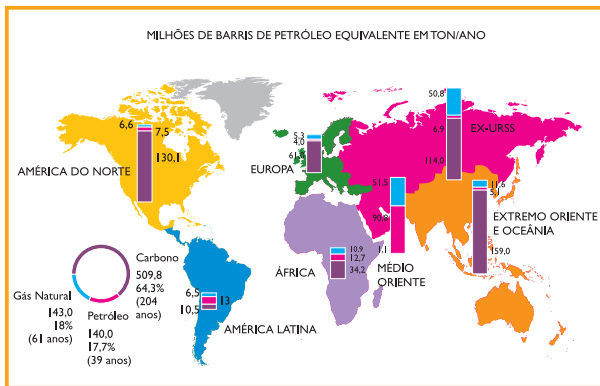 MILHÕES DE BARRIS DE PETRÓLEO EQUIVALENTE EM TON/ANO
50,8
6,6
7,5
130,1
AMÉRICA DO NORTE
5,3
4,0
EUROPA
6,9
EX-URSS
114,0
51,5
90,8
1,1
MÉDIO
ORIENTE
11,6
5,1
EXTREMO ORIENTE
E OCEÂNIA
159,0
10,9
12,7
34,2
ÁFRICA
6,5
13
10,5
AMÉRICA LATINA
Carbono
509,8
64,3%
(204
anos)
Gás Natural
143,0
18%
(61 anos)
Petróleo
140,0
17,7%
(39 anos)